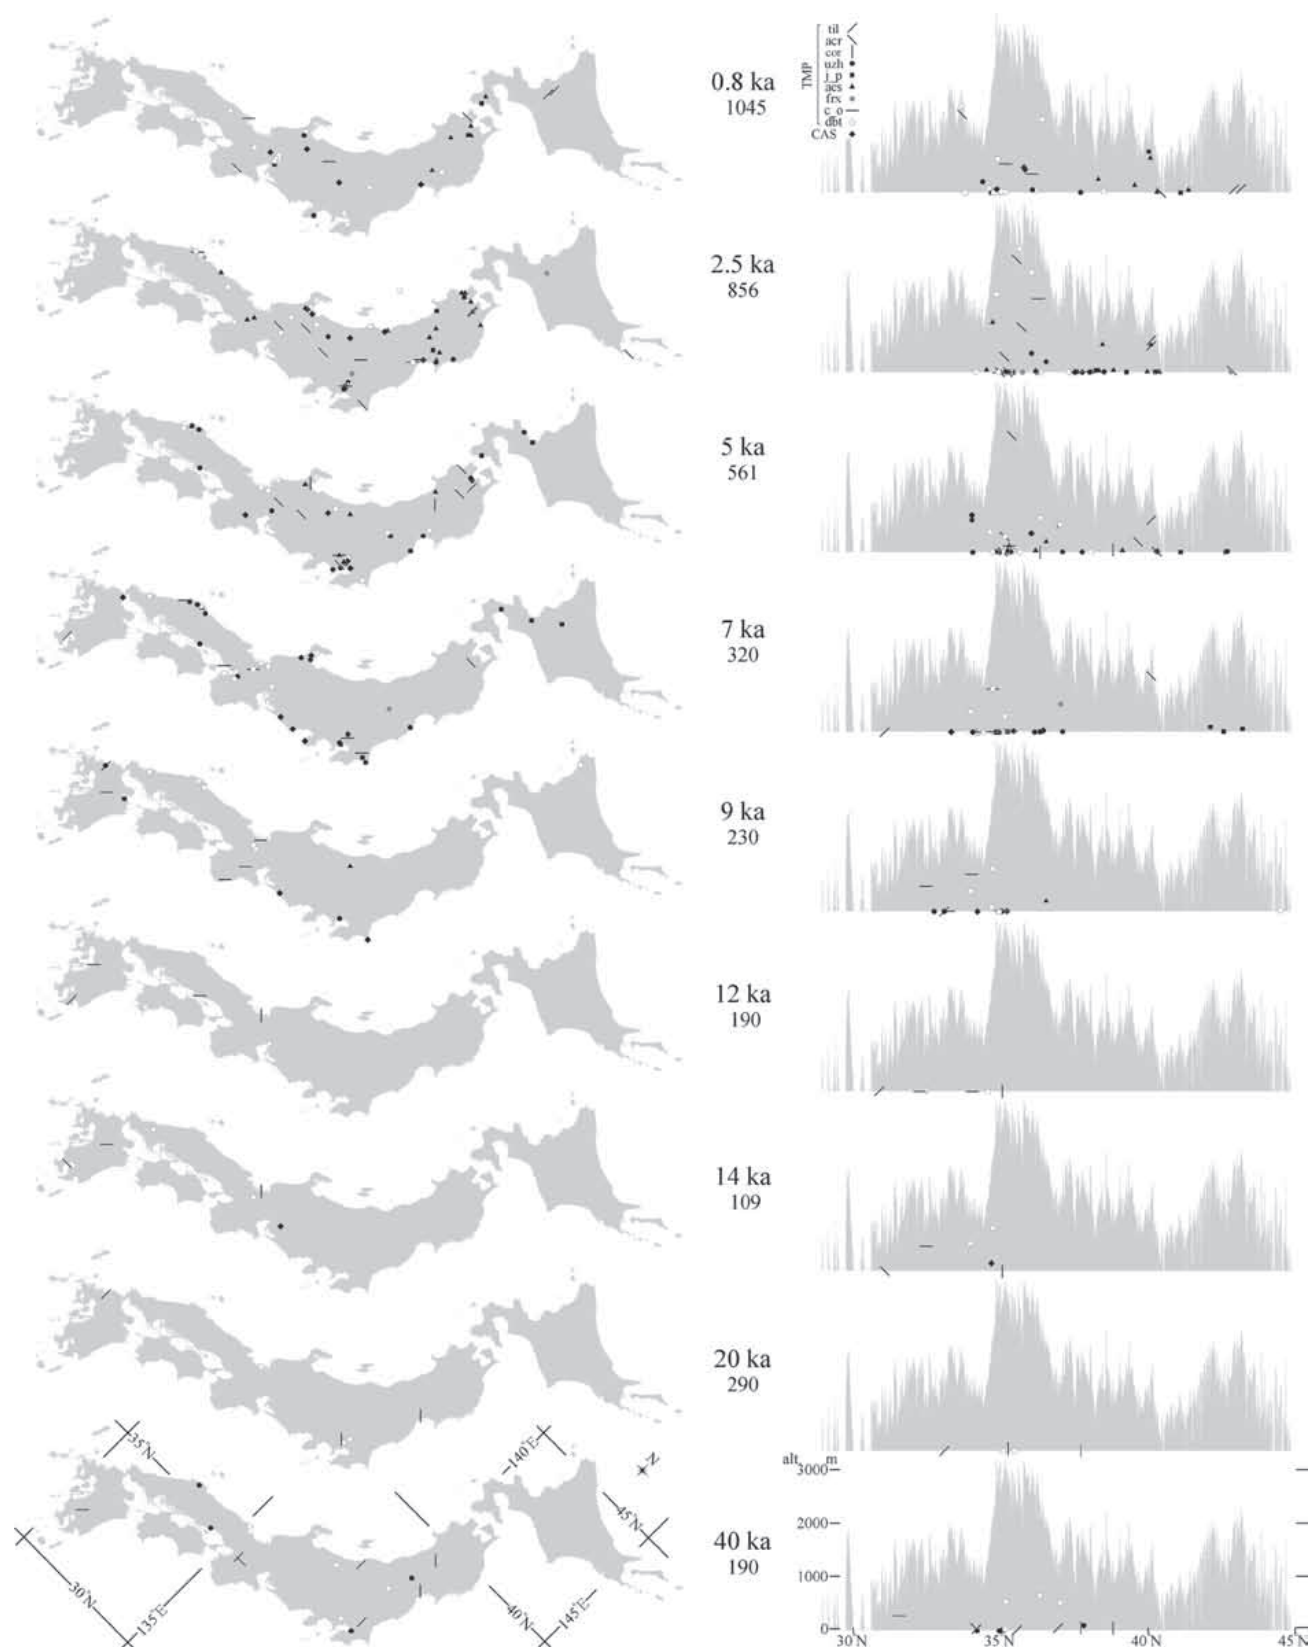 0.8 ka
1045
TMP
til
acr
cor
uzh
j_p
acs
frx
c_o
dbt
CAS
2.5 ka
856
5 ka
561
7 ka
320
9 ka
230
12 ka
190
14 ka
109
20 ka
290
35°N
140°E
N
45°N
30°N
135°E
40°N
145°E
40 ka
190
alt. m
3000
2000
1000
0
30°N 35°N 40°N 45°N